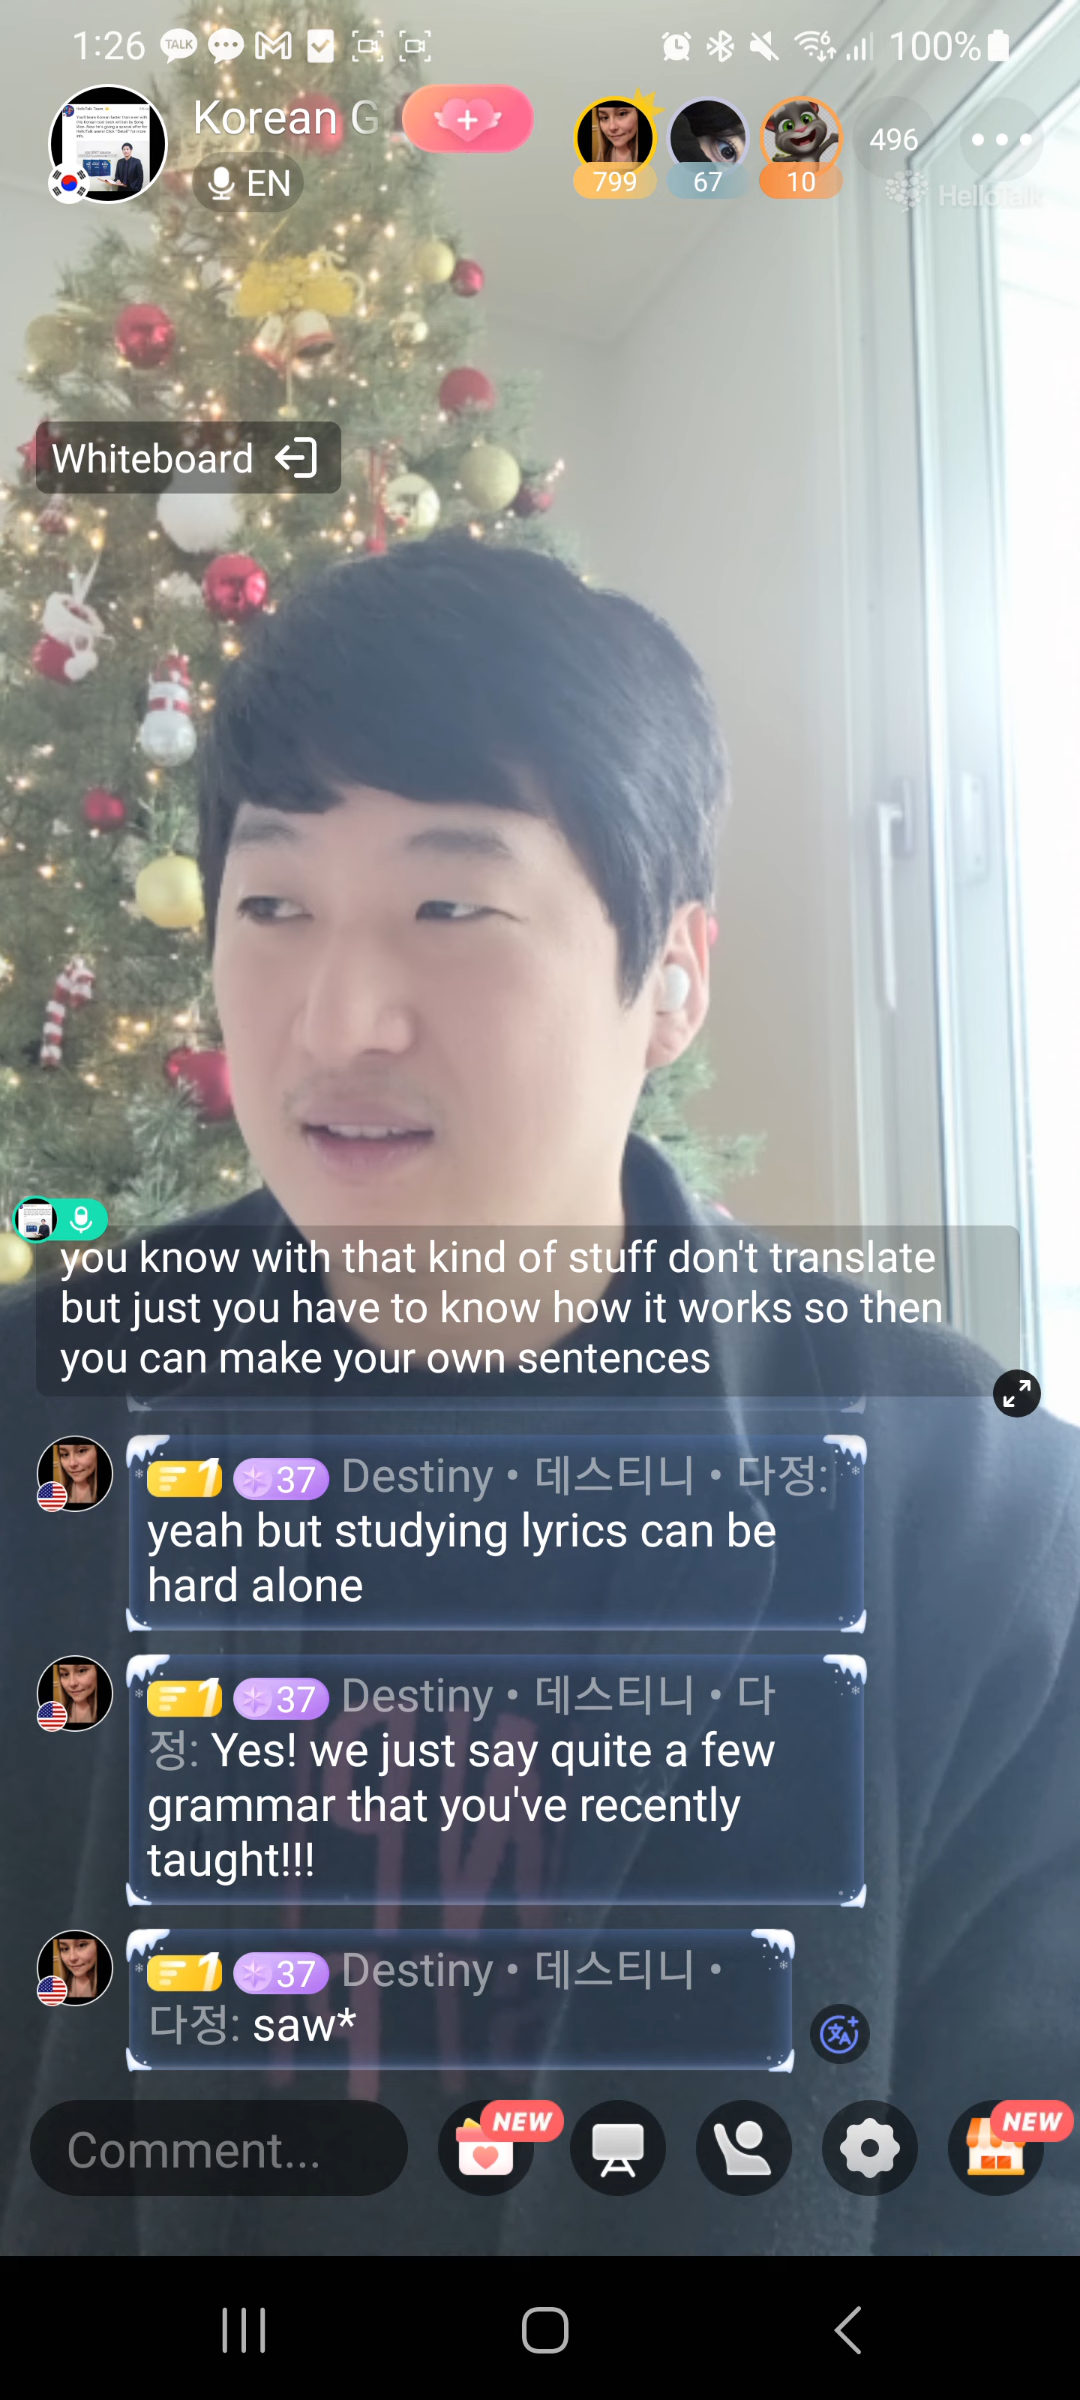 1:26
TALK
100%
Korean G
EN
799
67
10
496
HelloTalk
Whiteboard
you know with that kind of stuff don't translate
but just you have to know how it works so then
you can make your own sentences
1 37 Destiny • 데스티니 • 다정:
yeah but studying lyrics can be
hard alone
1 37 Destiny • 데스티니 • 다
정: Yes! we just say quite a few
grammar that you've recently
taught!!!
1 37 Destiny • 데스티니 •
다정: saw*
Comment...
NEW
NEW